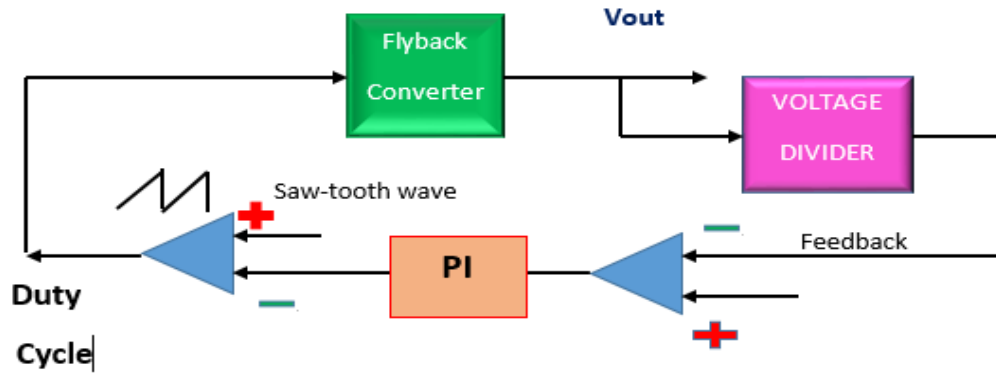 Vout
Flyback
Converter
VOLTAGE
DIVIDER
Saw-tooth wave
Feedback
PI
Duty
Cycle